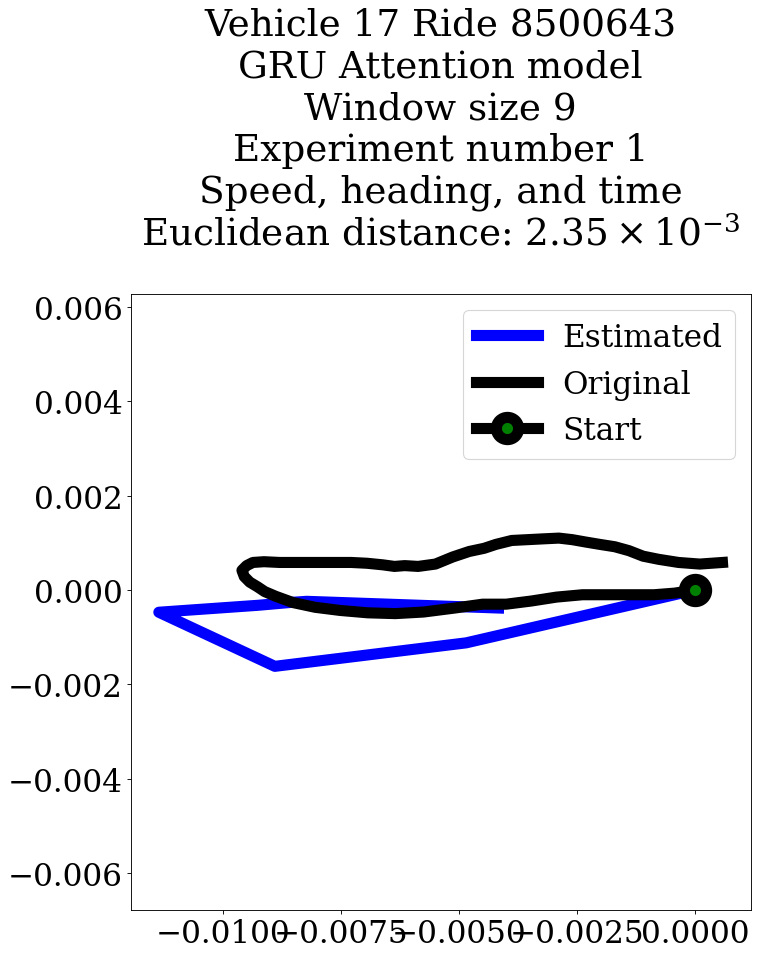 Vehicle 17 Ride 8500643
GRU Attention model
Window size 9
Experiment number 1
Speed, heading, and time
Euclidean distance: 2.35 × 10⁻³
Estimated
Original
Start
0.006
0.004
0.002
0.000
−0.002
−0.004
−0.006
−0.0100 −0.0075 −0.0050 −0.0025 0.0000